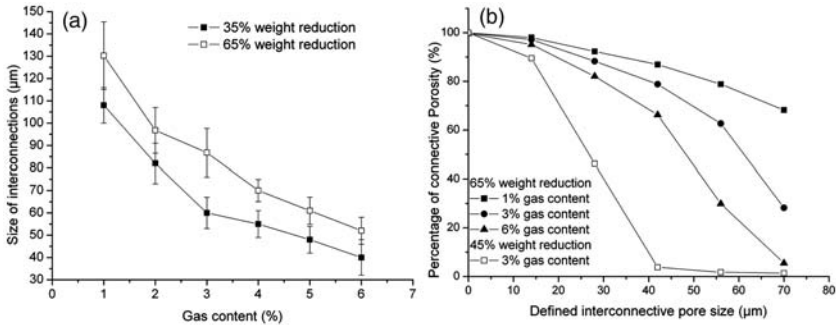 (a)
35% weight reduction
65% weight reduction
Size of interconnections (µm)
150
140
130
120
110
100
90
80
70
60
50
40
30
0 1 2 3 4 5 6 7
Gas content (%)
(b)
Percentage of connective Porosity (%)
100
80
60
40
20
0
65% weight reduction
1% gas content
3% gas content
6% gas content
45% weight reduction
3% gas content
0 10 20 30 40 50 60 70 80
Defined interconnective pore size (µm)